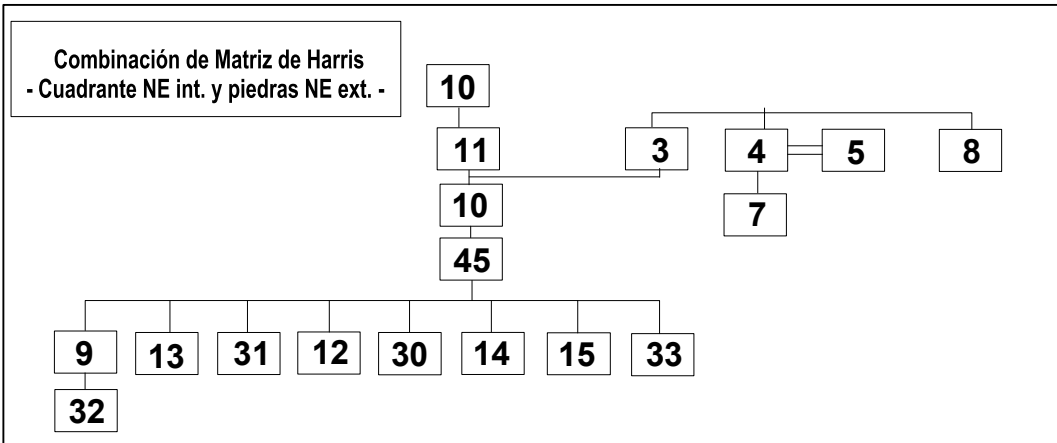 Combinación de Matriz de Harris
- Cuadrante NE int. y piedras NE ext. -
10
11 3 4 5 8
10 7
45
9 13 31 12 30 14 15 33
32